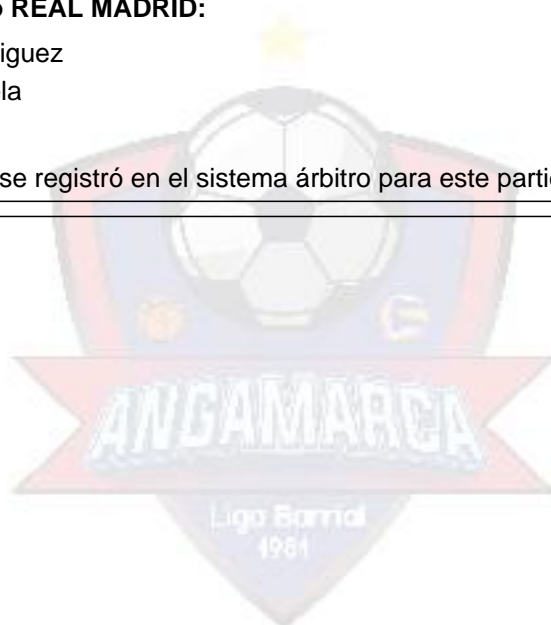 REAL MADRID:
iguez
la
se registró en el sistema árbitro para este parti
ANGAMARCA
Liga Barrial
1981